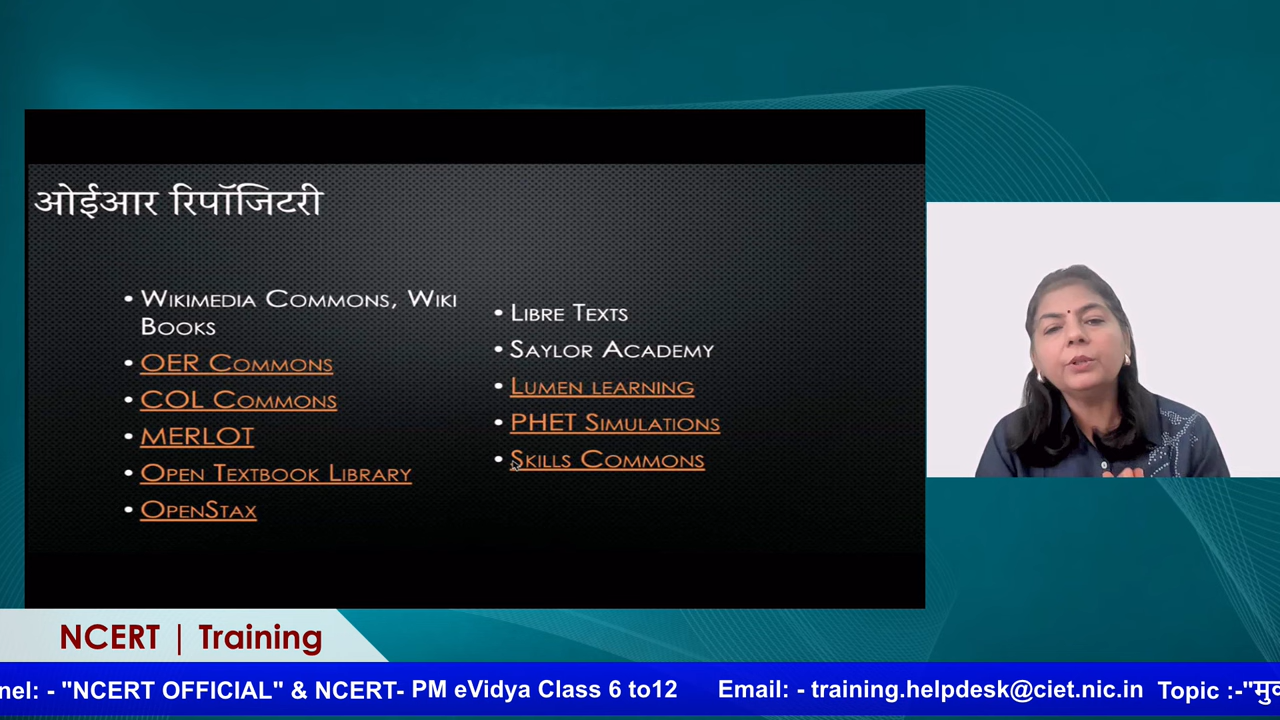 ओईआर रिपॉजिटरी
• Wikimedia Commons, Wiki
Books
• OER Commons
• COL Commons
• MERLOT
• Open Textbook Library
• OpenStax
• Libre Texts
• Saylor Academy
• Lumen learning
• PHET Simulations
• Skills Commons
NCERT | Training
nel: - "NCERT OFFICIAL" & NCERT- PM eVidya Class 6 to12 Email: - training.helpdesk@ciet.nic.in Topic :-"